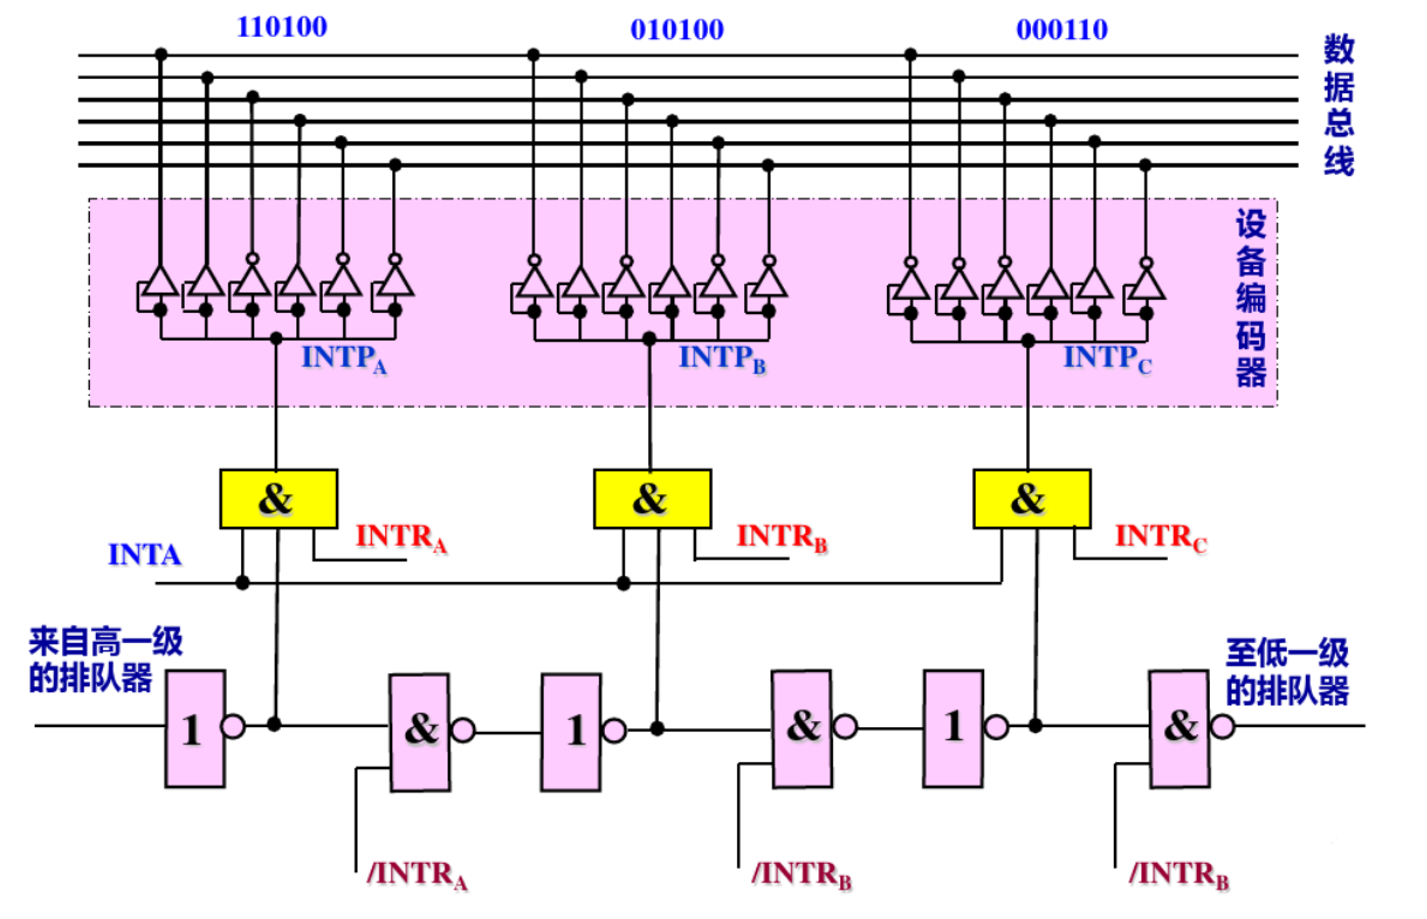 110100
010100
000110
数据总线
设备编码器
INTP_A
INTP_B
INTP_C
&
&
&
INTR_A
INTR_B
INTR_C
INTA
来自高一级
的排队器
至低一级
的排队器
1
&
1
&
1
&
/INTR_A
/INTR_B
/INTR_B